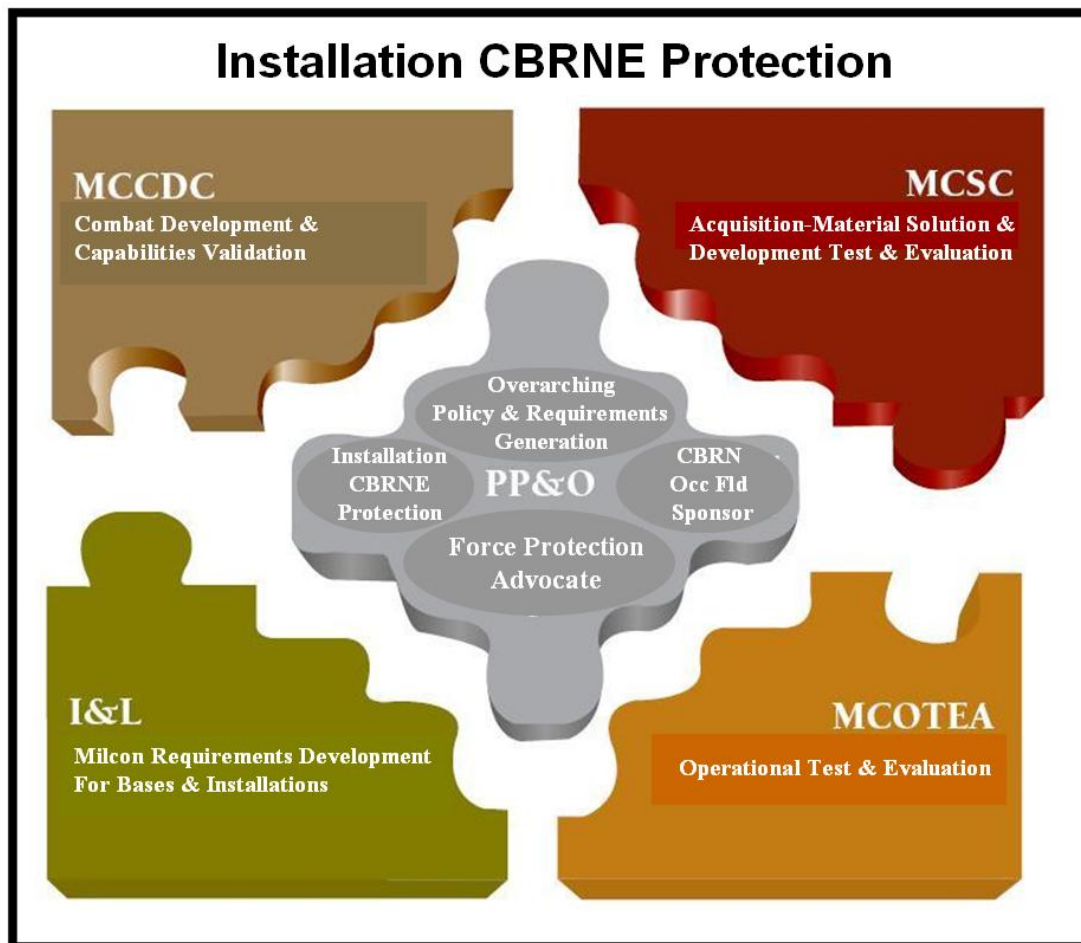 Installation CBRNE Protection
MCCDC
Combat Development &
Capabilities Validation
MCSC
Acquisition-Material Solution &
Development Test & Evaluation
Overarching
Policy & Requirements
Generation
Installation
CBRNE
Protection
PP&O
CBRN
Occ Fld
Sponsor
Force Protection
Advocate
I&L
Milcon Requirements Development
For Bases & Installations
MCOTEA
Operational Test & Evaluation